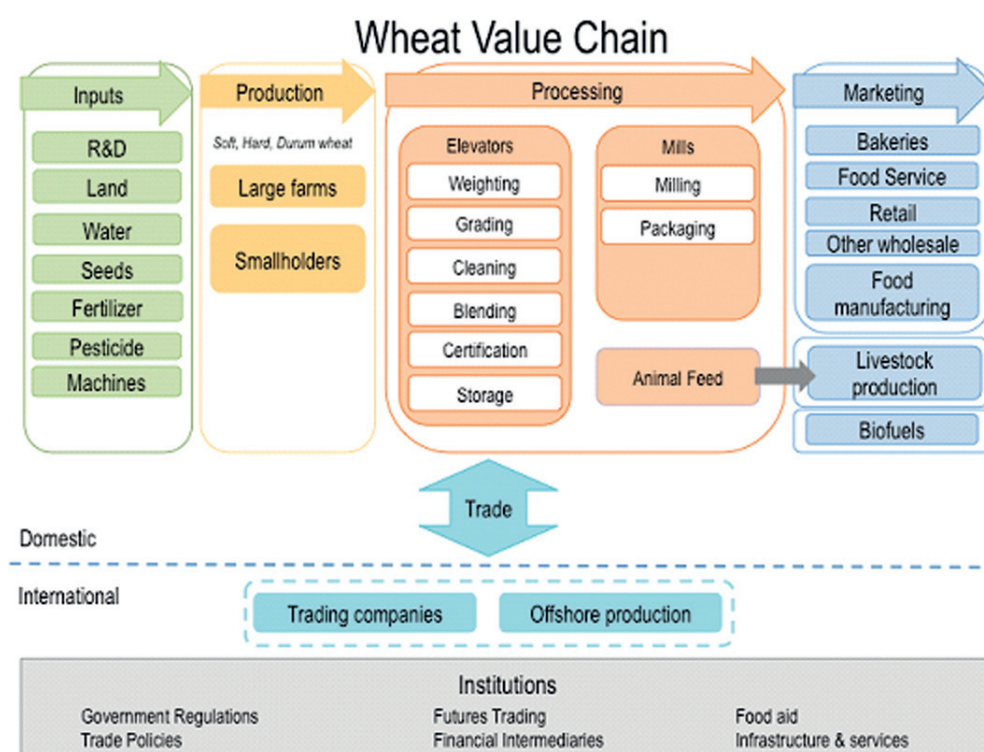 Wheat Value Chain
Inputs
R&D
Land
Water
Seeds
Fertilizer
Pesticide
Machines
Production
Soft, Hard, Durum wheat
Large farms
Smallholders
Processing
Elevators
Weighting
Grading
Cleaning
Blending
Certification
Storage
Mills
Milling
Packaging
Animal Feed
Marketing
Bakeries
Food Service
Retail
Other wholesale
Food
manufacturing
Livestock
production
Biofuels
Trade
Domestic
International
Trading companies
Offshore production
Institutions
Government Regulations
Trade Policies
Futures Trading
Financial Intermediaries
Food aid
Infrastructure & services